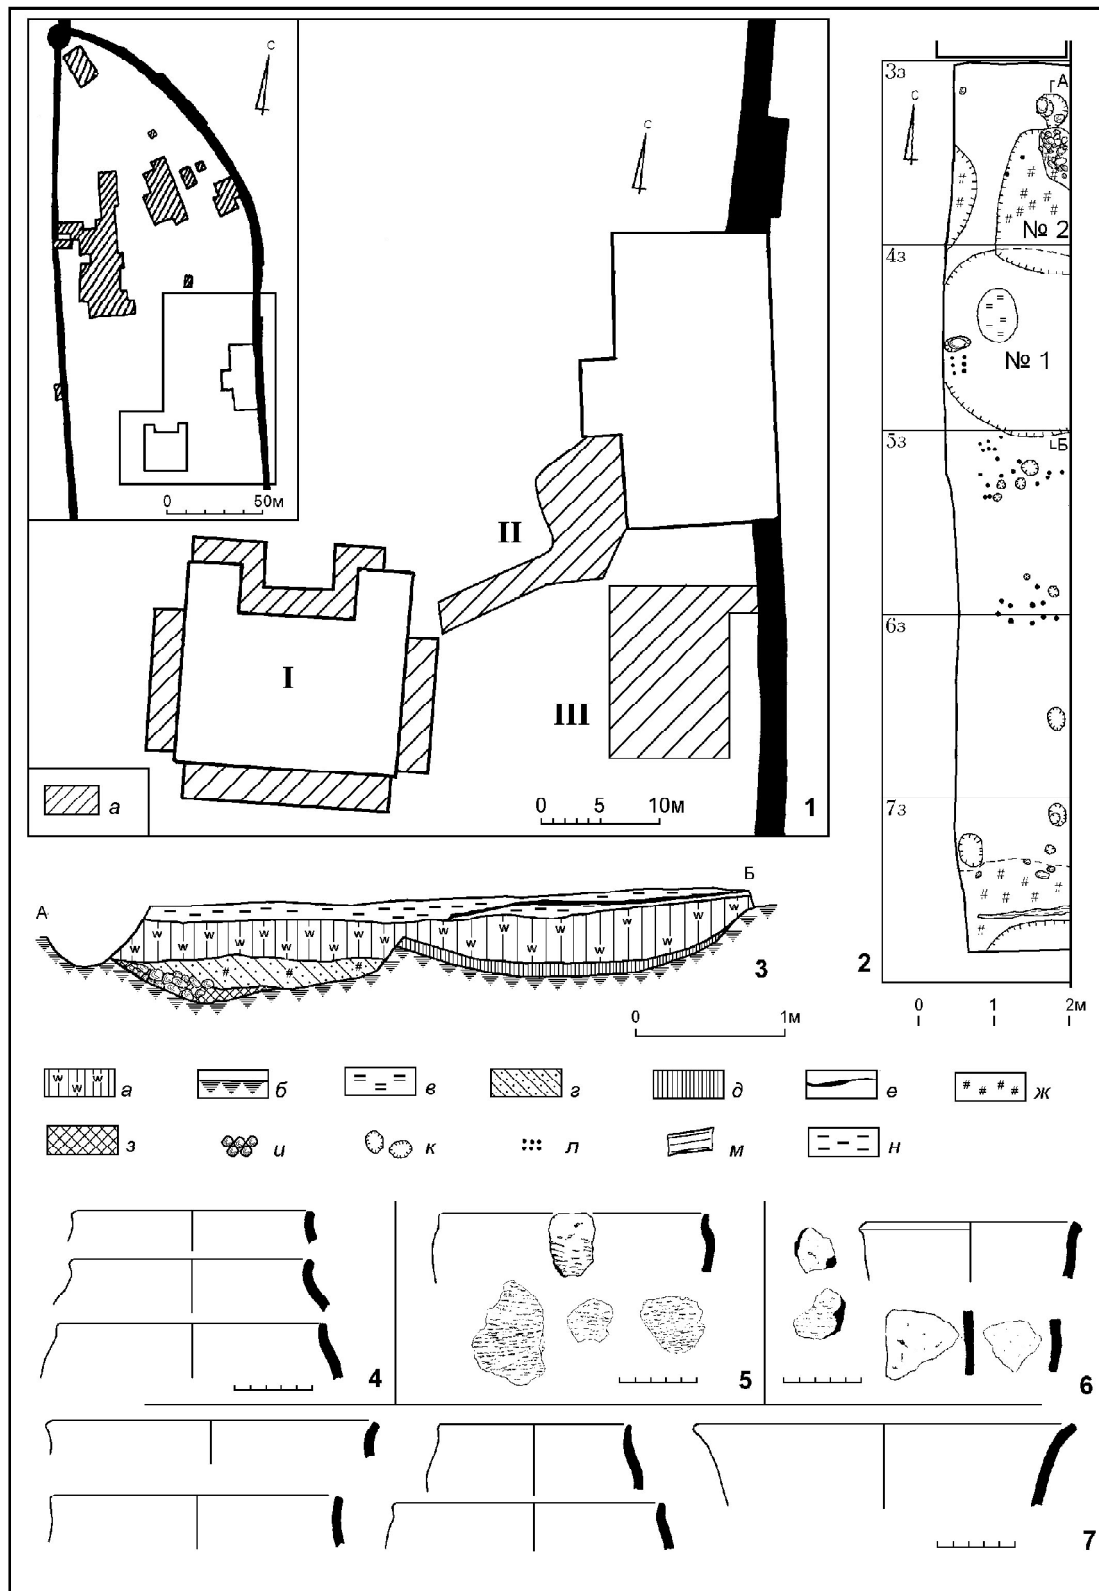 С
0 50м
С
I
II
III
а
0 5 10м
1
3з
С
А
№ 2
4з
№ 1
5з
Б
6з
7з
2
0 1 2м
А
Б
3
0 1м
а б в г д е ж
з и к л м н
4
5
6
7